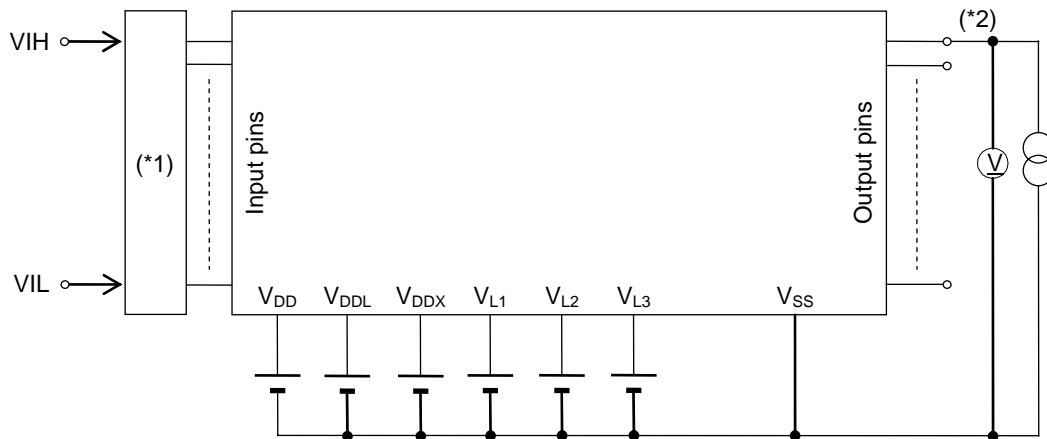 (*2)
VIH
(*1)
Input pins
Output pins
V
VIL
VDD
VDDL
VDDX
VL1
VL2
VL3
VSS